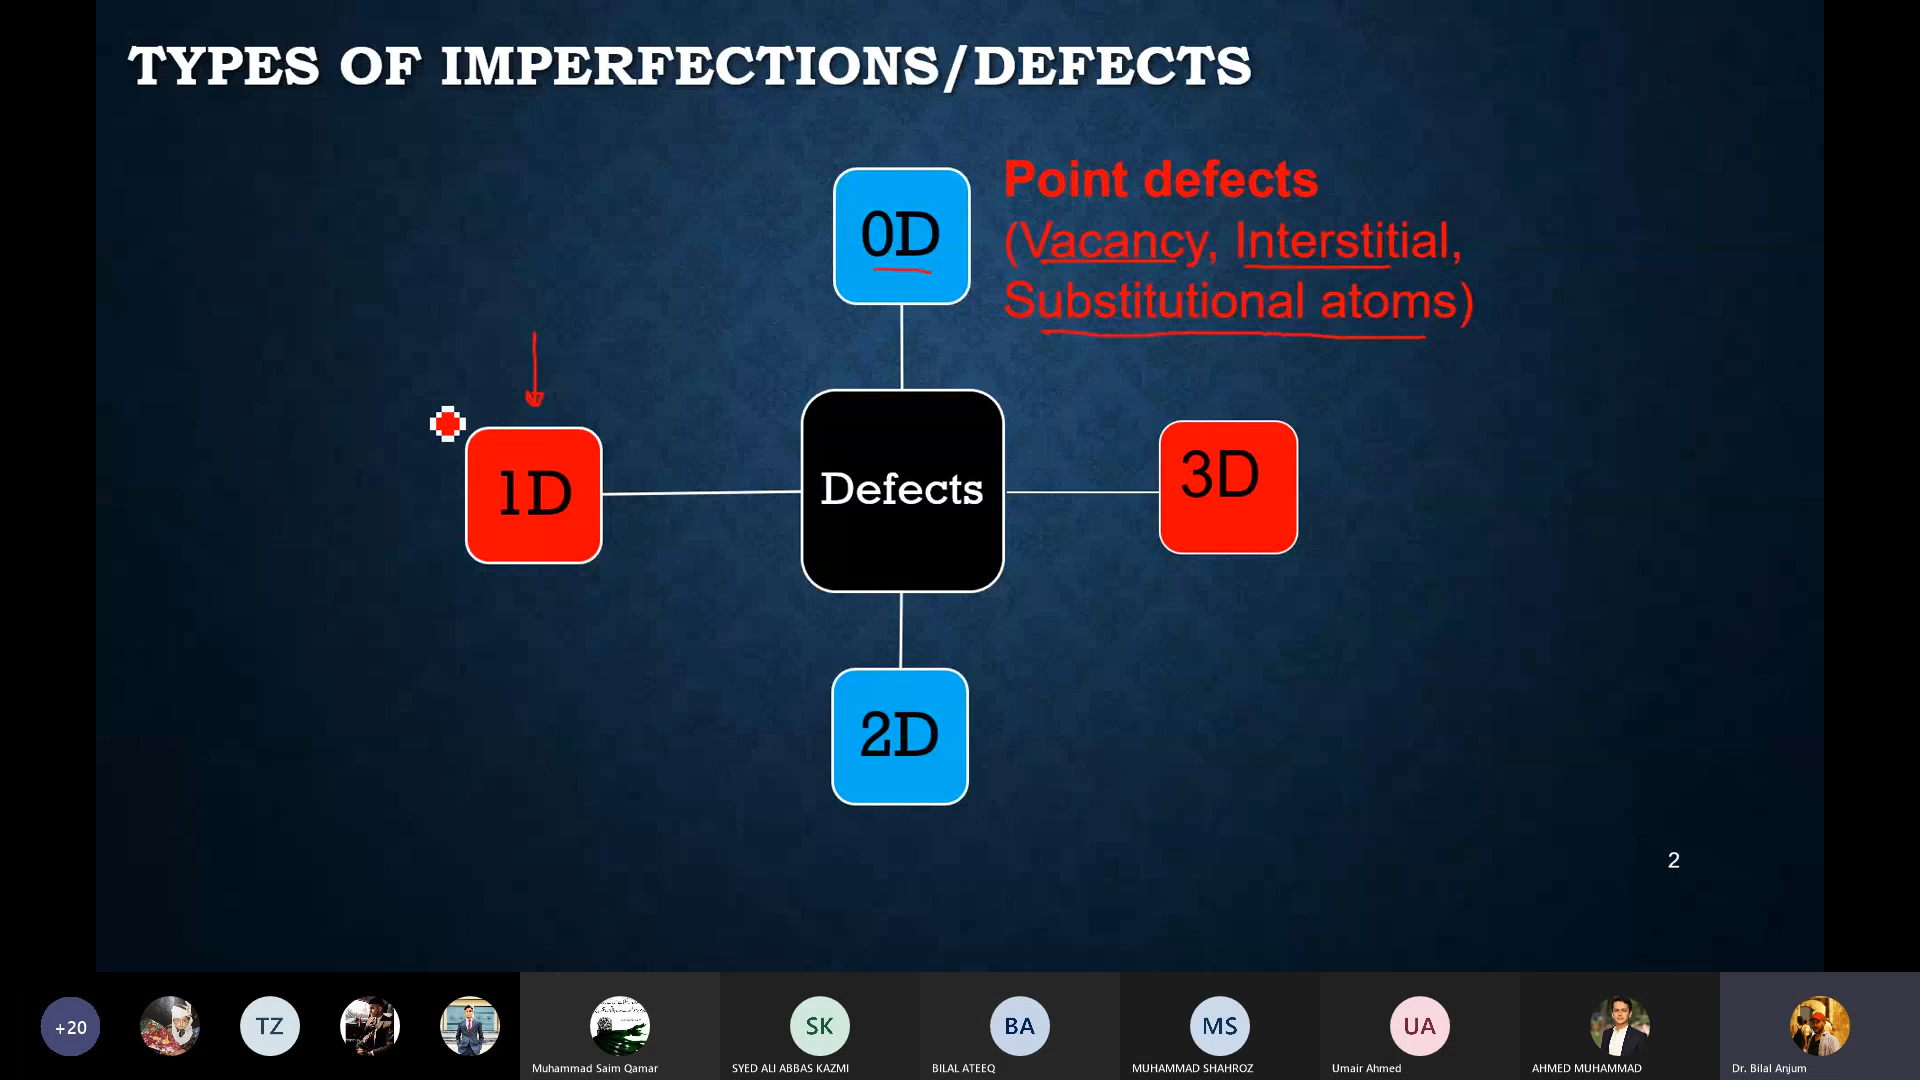 TYPES OF IMPERFECTIONS/DEFECTS
0D
Point defects
(Vacancy, Interstitial,
Substitutional atoms)
1D
Defects
3D
2D
2
+20
TZ
SK
BA
MS
UA
Muhammad Saim Qamar
SYED ALI ABBAS KAZMI
BILAL ATEEQ
MUHAMMAD SHAHROZ
Umair Ahmed
AHMED MUHAMMAD
Dr. Bilal Anjum